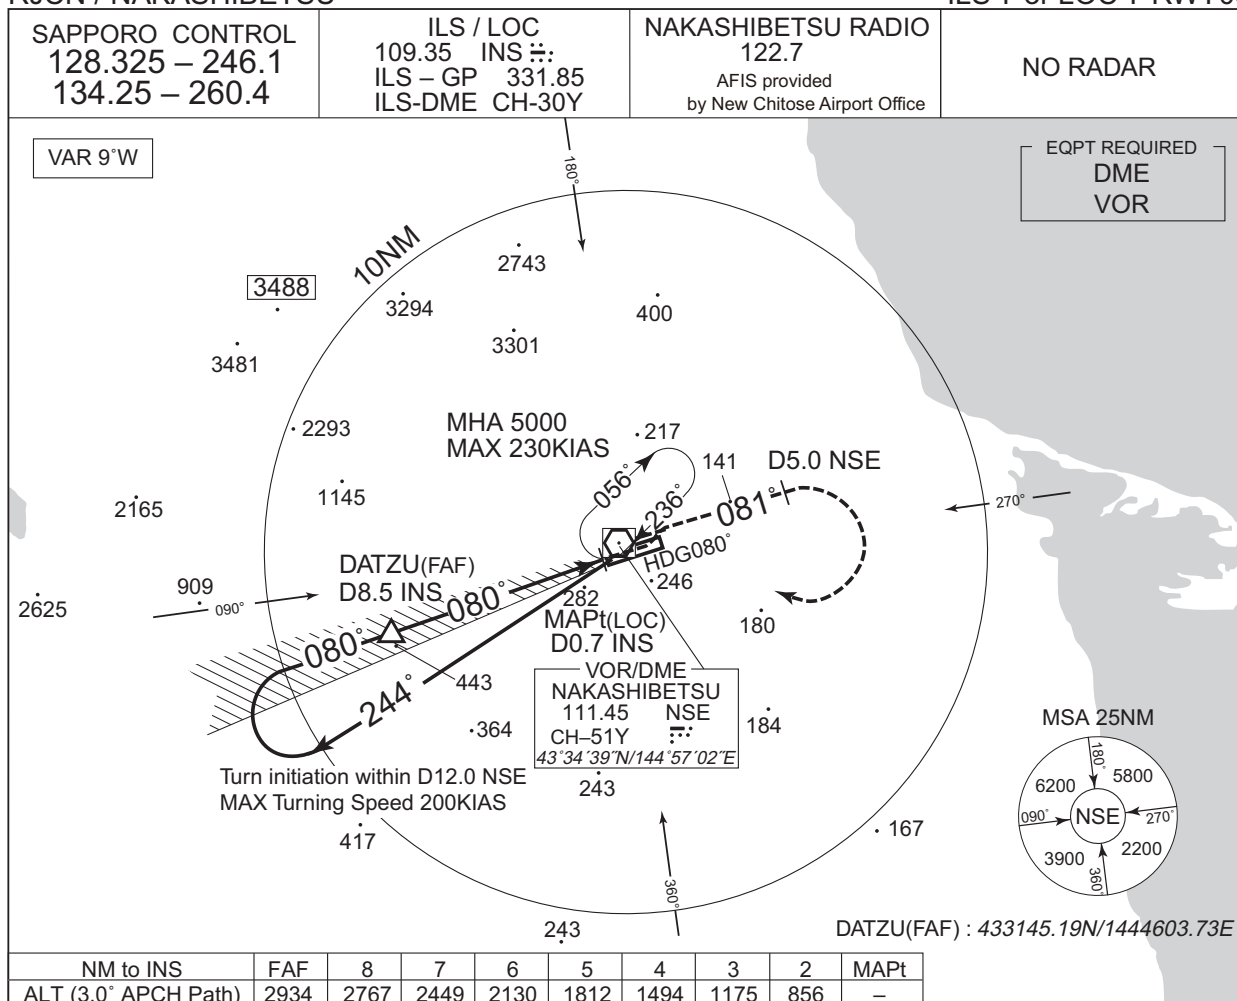 RJCN / NAKASHIBETSU
SAPPORO CONTROL
128.325 – 246.1
134.25 – 260.4
ILS / LOC
109.35 INS
ILS – GP 331.85
ILS-DME CH-30Y
NAKASHIBETSU RADIO
122.7
AFIS provided
by New Chitose Airport Office
NO RADAR
VAR 9˚W
EQPT REQUIRED
DME
VOR
180˚
10NM
2743
3488
3294
400
3301
3481
2293
MHA 5000
MAX 230KIAS
217
141
D5.0 NSE
056˚
236˚
081˚
270˚
1145
2165
HDG080˚
DATZU(FAF)
D8.5 INS
909
2625
090˚
080˚
080˚
282
246
MAPt(LOC)
D0.7 INS
180
443
244˚
364
VOR/DME
NAKASHIBETSU
111.45 NSE
CH–51Y
43˚34´39˝N/144˚57´02˝E
184
243
Turn initiation within D12.0 NSE
MAX Turning Speed 200KIAS
417
167
360˚
243
MSA 25NM
180˚
6200
5800
090˚
NSE
270˚
3900
2200
360˚
DATZU(FAF) : 433145.19N/1444603.73E
NM to INS FAF 8 7 6 5 4 3 2 MAPt
ALT (3.0˚ APCH Path) 2934 2767 2449 2130 1812 1494 1175 856 –